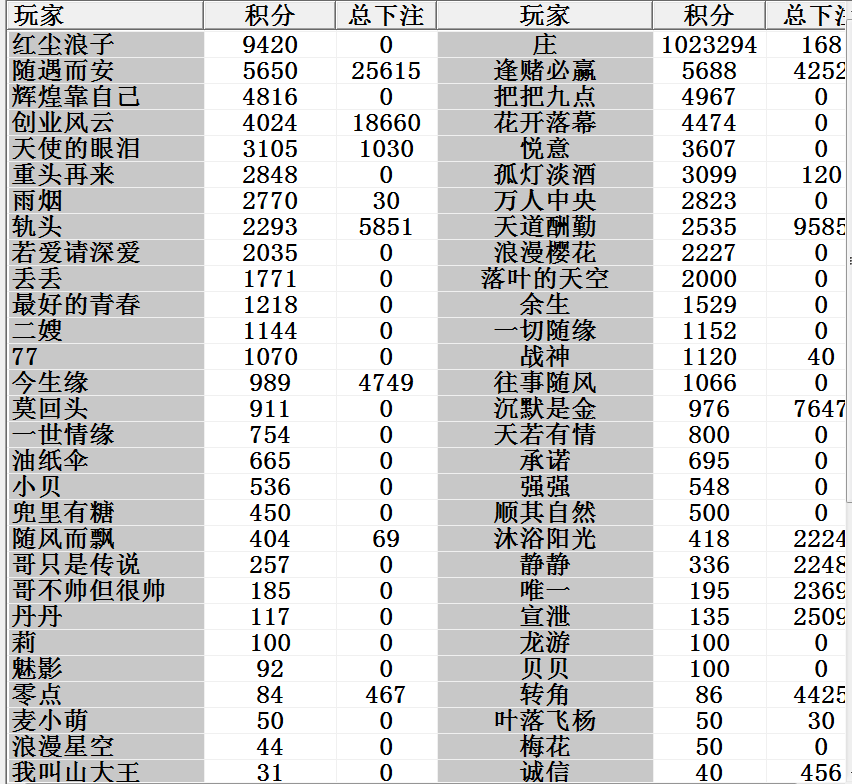 玩家 积分 总下注 玩家 积分 总下注
红尘浪子 9420 0 庄 1023294 168
随遇而安 5650 25615 逢赌必赢 5688 4252
辉煌靠自己 4816 0 把把九点 4967 0
创业风云 4024 18660 花开落幕 4474 0
天使的眼泪 3105 1030 悦意 3607 0
重头再来 2848 0 孤灯淡酒 3099 120
雨烟 2770 30 万人中央 2823 0
轨头 2293 5851 天道酬勤 2535 9585
若爱请深爱 2035 0 浪漫樱花 2227 0
丢丢 1771 0 落叶的天空 2000 0
最好的青春 1218 0 余生 1529 0
二嫂 1144 0 一切随缘 1152 0
77 1070 0 战神 1120 40
今生缘 989 4749 往事随风 1066 0
莫回头 911 0 沉默是金 976 7647
一世情缘 754 0 天若有情 800 0
油纸伞 665 0 承诺 695 0
小贝 536 0 强强 548 0
兜里有糖 450 0 顺其自然 500 0
随风而飘 404 69 沐浴阳光 418 2224
哥只是传说 257 0 静静 336 2248
哥不帅但很帅 185 0 唯一 195 2369
丹丹 117 0 宣泄 135 2509
莉 100 0 龙游 100 0
魅影 92 0 贝贝 100 0
零点 84 467 转角 86 4425
麦小萌 50 0 叶落飞杨 50 30
浪漫星空 44 0 梅花 50 0
我叫山大王 31 0 诚信 40 456